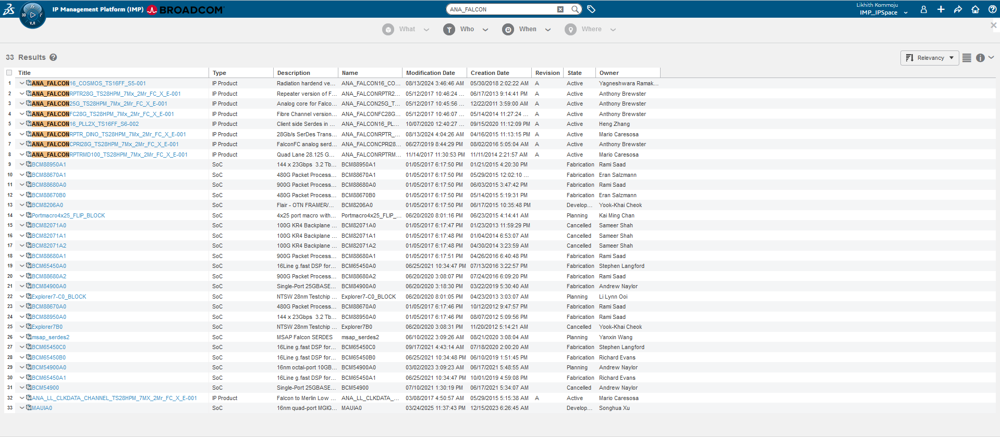 IP Management Platform (IMP) BROADCOM
ANA_FALCON
Likhith Kommoju
IMP_IPSpace
3D V.R
What Who When Where
33 Results
Relevancy
Title Type Description Name Modification Date Creation Date Revision State Owner
1 ANA_FALCON16_COSMOS_TS16FF_S5-001 IP Product Radiation hardend ve... ANA_FALCON16_CO... 08/13/2024 3:46:46 AM 05/30/2018 2:02:22 AM A Active Yagneshwara Ramak...
2 ANA_FALCONRPTR28G_TS28HPM_7Mx_2Mr_FC_X_E-001 IP Product Repeater version of F... ANA_FALCONRPTR2... 05/12/2017 10:46:24 ... 06/17/2013 9:14:41 PM A Active Anthony Brewster
3 ANA_FALCON25G_TS28HPM_7Mx_2Mr_FC_X_E-001 IP Product Analog core for Falco... ANA_FALCON25G_T... 05/12/2017 10:45:56 ... 12/22/2011 3:59:00 AM A Active Anthony Brewster
4 ANA_FALCONFC28G_TS28HPM_7Mx_2Mr_FC_X_E-001 IP Product Fibre Channel version... ANA_FALCONFC28G... 05/12/2017 10:46:07 ... 05/14/2014 11:27:24 ... A Active Anthony Brewster
5 ANA_FALCON16_PLL2X_TS16FF_S6-002 IP Product Client side Serdes in ... ANA_FALCON16_PL... 10/07/2020 12:40:27 ... 09/15/2020 11:12:09 PM A Active Heng Zhang
6 ANA_FALCONRPTR_DINO_TS28HPM_7Mx_2Mr_FC_X_E-001 IP Product 28Gb/s SerDes Trans... ANA_FALCONRPTR_... 08/13/2024 4:04:26 AM 04/16/2015 11:13:15 PM A Active Mario Caresosa
7 ANA_FALCONCPRI28G_TS28HPM_7Mx_2Mr_FC_X_E-001 IP Product FalconFC analog serd... ANA_FALCONCPRI28... 06/27/2019 8:44:29 PM 08/02/2016 5:05:04 AM A Active Anthony Brewster
8 ANA_FALCONRPTRMD100_TS28HPM_7Mx_2Mr_FC_X_E-001 IP Product Quad Lane 28.125 G... ANA_FALCONRPTRM... 11/14/2017 11:30:53 PM 11/11/2014 2:21:57 AM A Active Mario Caresosa
9 BCM88950A1 SoC 144 x 23Gbps 3.2 Tb... BCM88950A1 01/05/2017 6:17:50 PM 01/21/2015 4:20:30 PM Fabrication Rami Saad
10 BCM88670A1 SoC 480G Packet Process... BCM88670A1 01/05/2017 6:17:50 PM 05/29/2015 12:02:10 ... Fabrication Eran Salzmann
11 BCM88680A0 SoC 900G Packet Process... BCM88680A0 01/05/2017 6:17:50 PM 06/03/2015 3:47:42 PM Fabrication Rami Saad
12 BCM88670B0 SoC 480G Packet Process... BCM88670B0 01/05/2017 6:17:50 PM 05/14/2015 5:19:31 PM Fabrication Eran Salzmann
13 BCM8206A0 SoC Flair - OTN FRAMER/... BCM8206A0 01/05/2017 6:17:50 PM 06/17/2015 10:35:48 PM Develop... Yook-Khai Cheok
14 Portmacro4x25_FLIP_BLOCK SoC 4x25 port macro with... Portmacro4x25_FLIP_... 06/20/2020 8:01:16 PM 06/23/2015 4:14:41 AM Planning Kai Ming Chan
15 BCM82071A0 SoC 100G KR4 Backplane ... BCM82071A0 01/05/2017 6:17:47 PM 01/23/2013 11:59:29 PM Cancelled Sameer Shah
16 BCM82071A1 SoC 100G KR4 Backplane ... BCM82071A1 01/05/2017 6:17:48 PM 01/04/2014 6:53:07 AM Cancelled Sameer Shah
17 BCM82071A2 SoC 100G KR4 Backplane ... BCM82071A2 01/05/2017 6:17:48 PM 04/30/2014 3:23:59 AM Cancelled Sameer Shah
18 BCM88680A1 SoC 900G Packet Process... BCM88680A1 01/05/2017 6:17:51 PM 04/26/2016 6:40:48 PM Fabrication Rami Saad
19 BCM65450A0 SoC 16Line g.fast DSP for... BCM65450A0 06/25/2021 10:34:47 PM 07/13/2016 3:22:57 PM Fabrication Stephen Langford
20 BCM88680A2 SoC 900G Packet Process... BCM88680A2 06/20/2020 3:08:07 PM 07/24/2016 6:09:20 PM Fabrication Rami Saad
21 BCM84900A0 SoC Single-Port 25GBASE... BCM84900A0 06/20/2020 3:18:30 PM 03/22/2019 5:30:40 AM Fabrication Andrew Naylor
22 Explorer7-C0_BLOCK SoC NTSW 28nm Testchip ... Explorer7-C0_BLOCK 06/20/2020 8:01:05 PM 04/23/2013 3:03:07 AM Planning Li Lynn Ooi
23 BCM88670A0 SoC 480G Packet Process... BCM88670A0 01/05/2017 6:17:46 PM 10/12/2012 9:47:57 PM Fabrication Rami Saad
24 BCM88950A0 SoC 144 x 23Gbps 3.2 Tb... BCM88950A0 01/05/2017 6:17:46 PM 08/07/2012 5:09:56 PM Fabrication Rami Saad
25 Explorer7B0 SoC NTSW 28nm Testchip ... Explorer7B0 06/20/2020 3:08:31 PM 11/20/2012 5:14:21 AM Cancelled Yook-Khai Cheok
26 msap_serdes2 SoC MSAP Falcon SERDES msap_serdes2 06/10/2022 3:09:26 AM 08/21/2020 3:08:04 AM Planning Yanxin Wang
27 BCM65450C0 SoC 16Line g.fast DSP for... BCM65450C0 09/17/2021 4:43:14 AM 07/18/2020 2:00:20 AM Fabrication Stephen Langford
28 BCM65450B0 SoC 16Line g.fast DSP for... BCM65450B0 06/25/2021 10:34:48 PM 06/10/2019 1:51:45 PM Fabrication Richard Evans
29 BCM54900A0 SoC 16nm octal-port 10GB... BCM54900A0 03/02/2023 3:09:23 AM 06/17/2021 5:48:55 AM Planning Andrew Naylor
30 BCM65450A1 SoC 16Line g.fast DSP for... BCM65450A1 06/25/2021 10:34:47 PM 10/01/2019 4:59:08 PM Fabrication Richard Evans
31 BCM54900 SoC Single-Port 25GBASE... BCM54900 07/10/2021 1:30:19 PM 06/17/2021 5:34:07 AM Cancelled Andrew Naylor
32 ANA_LL_CLKDATA_CHANNEL_TS28HPM_7MX_2Mr_FC_X_E-001 IP Product Falcon to Merlin Low ... ANA_LL_CLKDATA_... 03/08/2017 4:50:57 AM 05/29/2015 5:15:38 AM A Active Mario Caresosa
33 MAUIA0 SoC 16nm quad-port MGIG... MAUIA0 03/24/2025 11:37:43 PM 12/15/2023 6:26:45 AM Develop... Songhua Xu